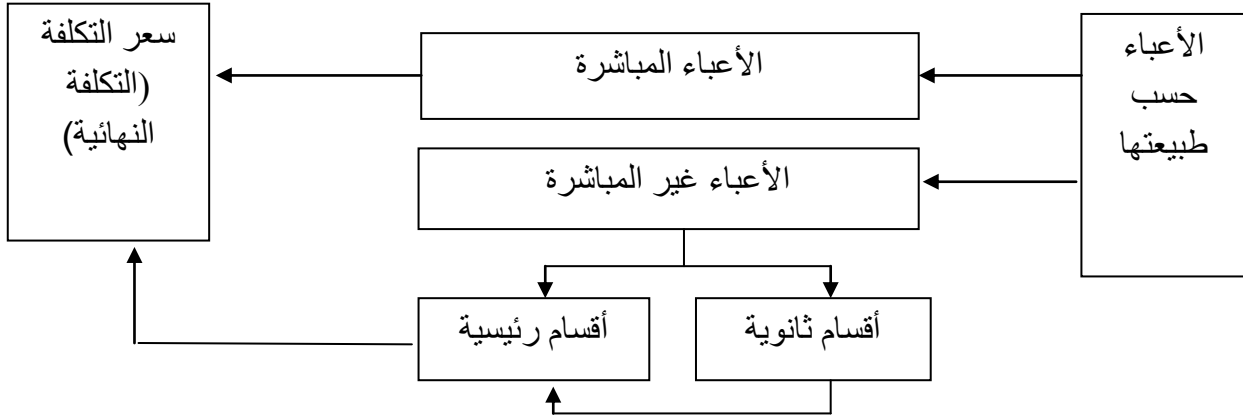 الأعباء
حسب
طبيعتها
الأعباء المباشرة
سعر التكلفة
(التكلفة
النهائية)
الأعباء غير المباشرة
أقسام ثانوية
أقسام رئيسية